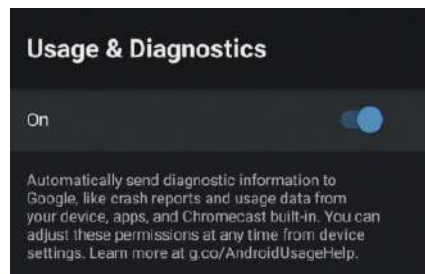 Usage & Diagnostics
On
Automatically send diagnostic information to
Google, like crash reports and usage data from
your device, apps, and Chromecast built-in. You can
adjust these permissions at any time from device
settings. Learn more at g.co/AndroidUsageHelp.